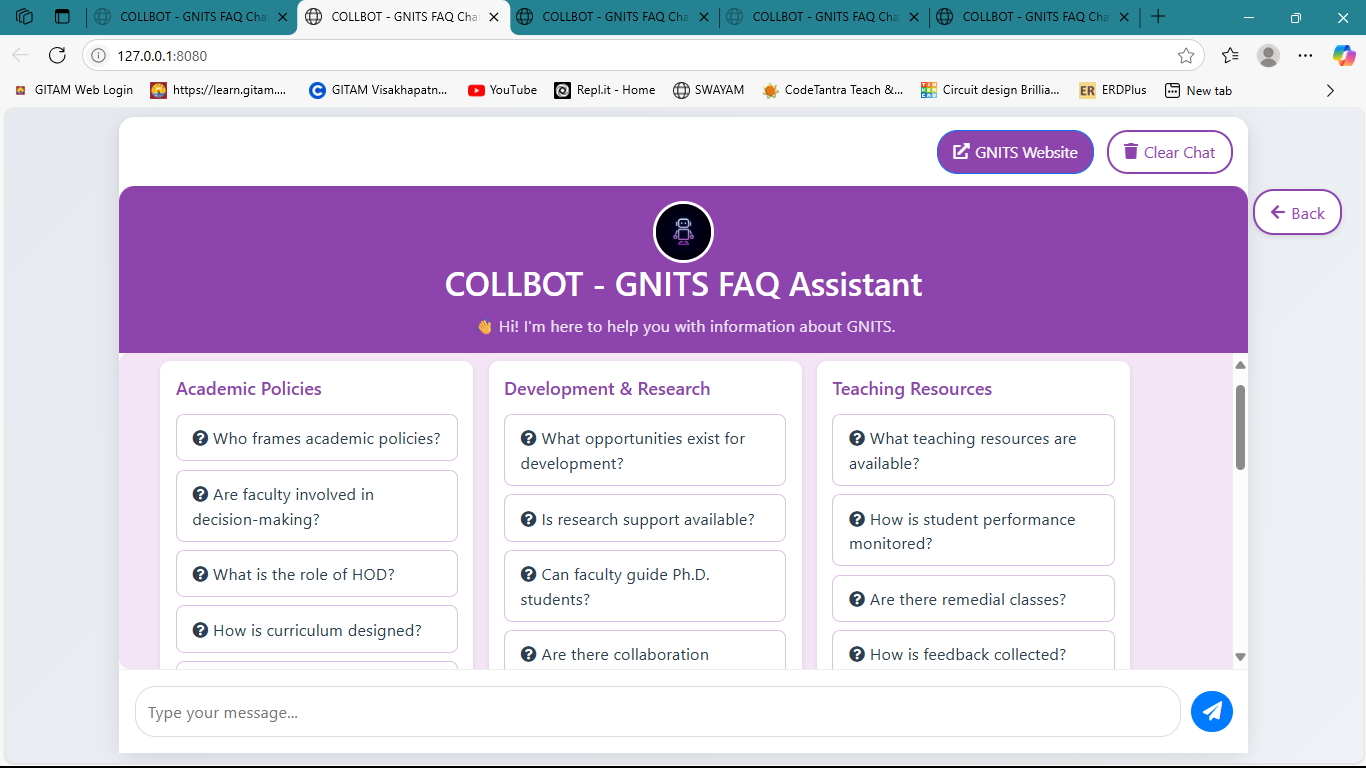 COLLBOT - GNITS FAQ Cha
COLLBOT - GNITS FAQ Cha
COLLBOT - GNITS FAQ Cha
COLLBOT - GNITS FAQ Cha
COLLBOT - GNITS FAQ Cha
127.0.0.1:8080
GITAM Web Login
https://learn.gitam....
GITAM Visakhapatn...
YouTube
Repl.it - Home
SWAYAM
CodeTantra Teach &...
Circuit design Brillia...
ER ERDPlus
New tab
GNITS Website
Clear Chat
Back
COLLBOT - GNITS FAQ Assistant
👋 Hi! I'm here to help you with information about GNITS.
Academic Policies
Who frames academic policies?
Are faculty involved in
decision-making?
What is the role of HOD?
How is curriculum designed?
Development & Research
What opportunities exist for
development?
Is research support available?
Can faculty guide Ph.D.
students?
Are there collaboration
Teaching Resources
What teaching resources are
available?
How is student performance
monitored?
Are there remedial classes?
How is feedback collected?
Type your message...